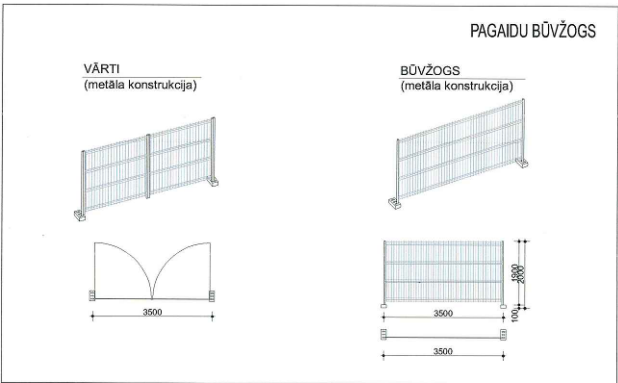 PAGAIDU BŪVŽOGS
VĀRTI
(metāla konstrukcija)
BŪVŽOGS
(metāla konstrukcija)
3500
3500
1900
2000
100
3500